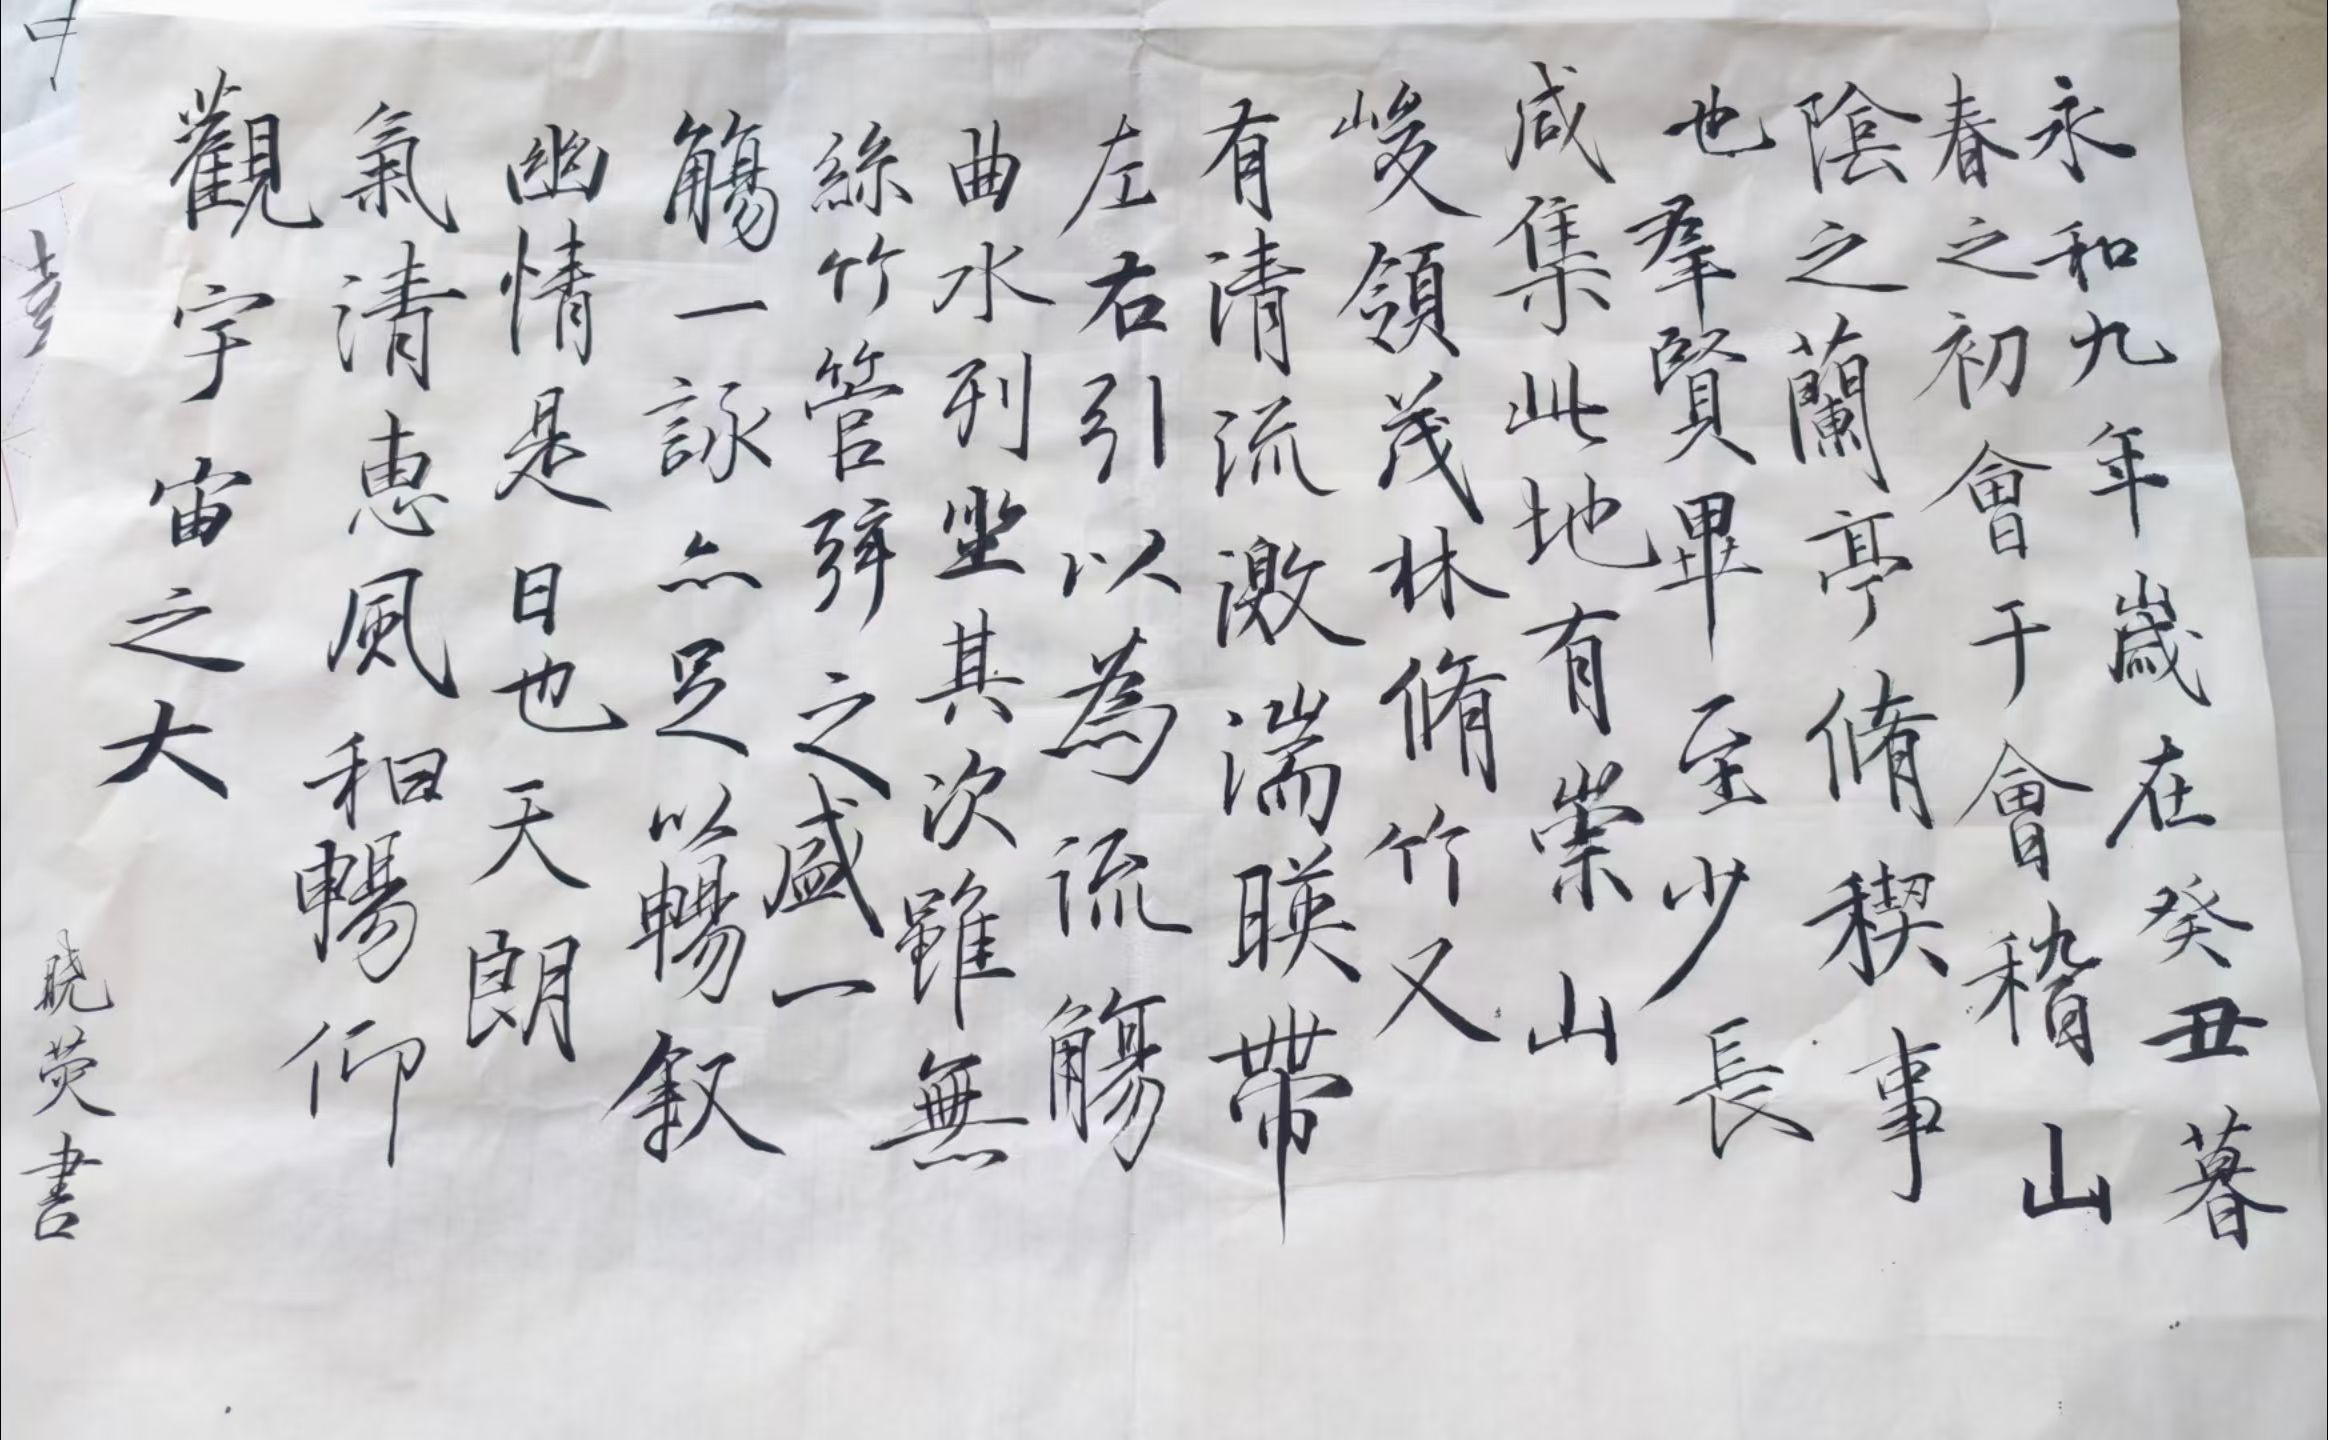 永和九年歲在癸丑暮
春之初會于會稽山
陰之蘭亭脩稧事
也羣賢畢至少長
咸集此地有崇山
峻領茂林脩竹又
有清流激湍暎帶
左右引以為流觴
曲水列坐其次雖無
絲竹管弦之盛一
觴一詠亦足以暢叙
幽情是日也天朗
氣清惠風和暢仰
觀宇宙之大
晓荧書